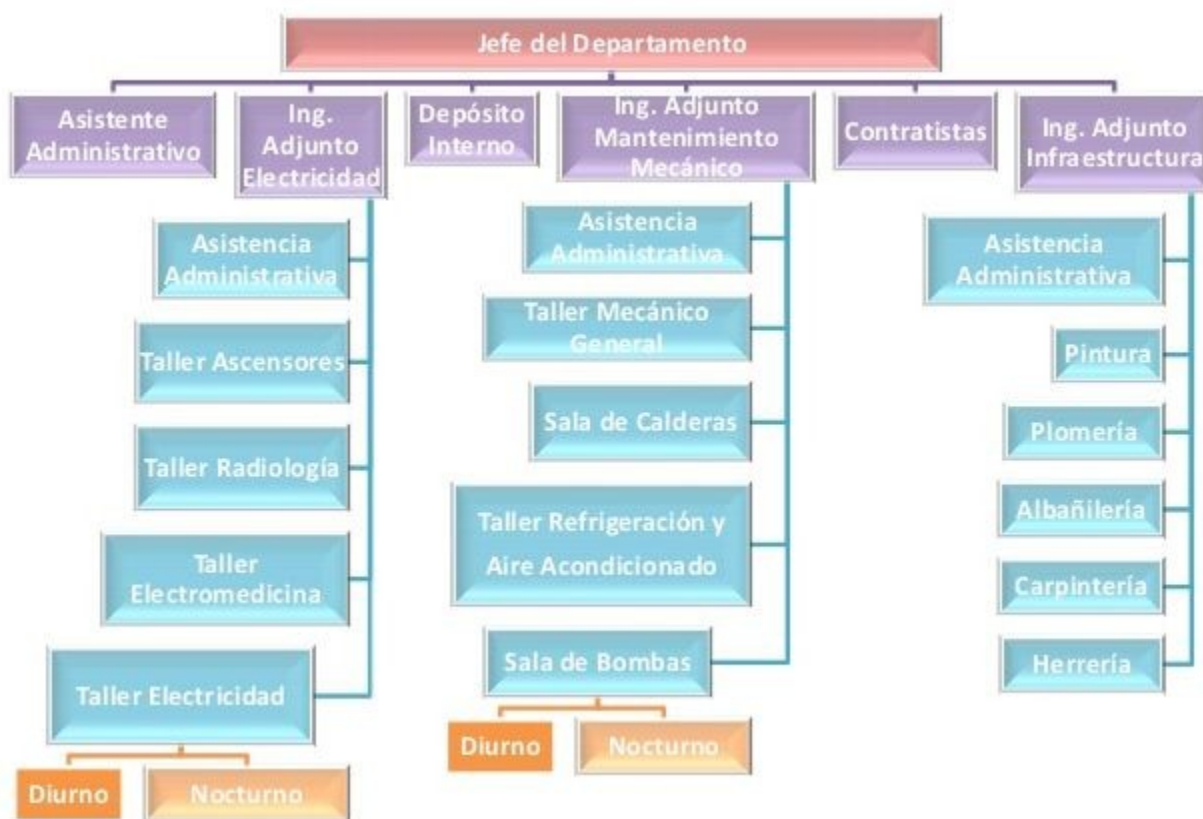 Jefe del Departamento
Asistente
Administrativo
Ing.
Adjunto
Electricidad
Depósito
Interno
Ing. Adjunto
Mantenimiento
Mecánico
Contratistas
Ing. Adjunto
Infraestructura
Asistencia
Administrativa
Taller Ascensores
Taller Radiología
Taller
Electromedicina
Taller Electricidad
Diurno
Nocturno
Asistencia
Administrativa
Taller Mecánico
General
Sala de Calderas
Taller Refrigeración y
Aire Acondicionado
Sala de Bombas
Diurno
Nocturno
Asistencia
Administrativa
Pintura
Plomería
Albañilería
Carpintería
Herrería